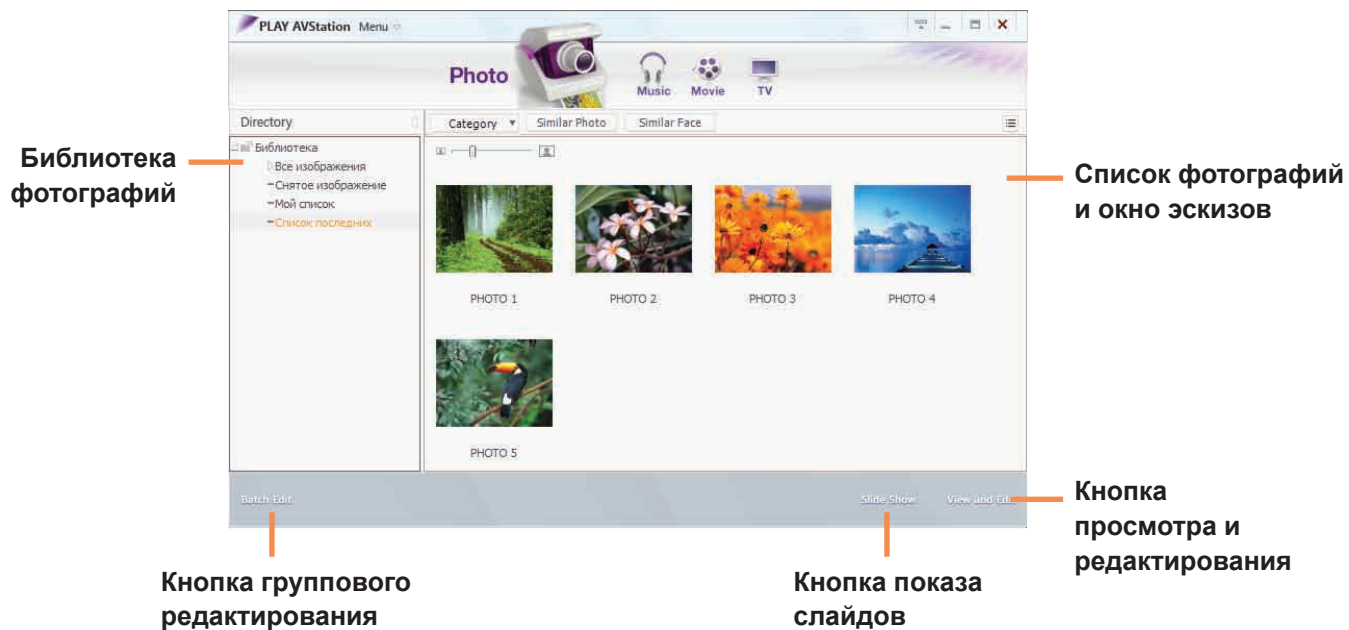 PLAY AVStation Menu
Photo
Music Movie TV
Directory
Category Similar Photo Similar Face
Библиотека
Все изображения
Снятое изображение
Мой список
Список последних
PHOTO 1 PHOTO 2 PHOTO 3 PHOTO 4
PHOTO 5
Batch Edit Slide Show View and Edit
Библиотека
фотографий
Список фотографий
и окно эскизов
Кнопка
просмотра и
редактирования
Кнопка группового
редактирования
Кнопка показа
слайдов